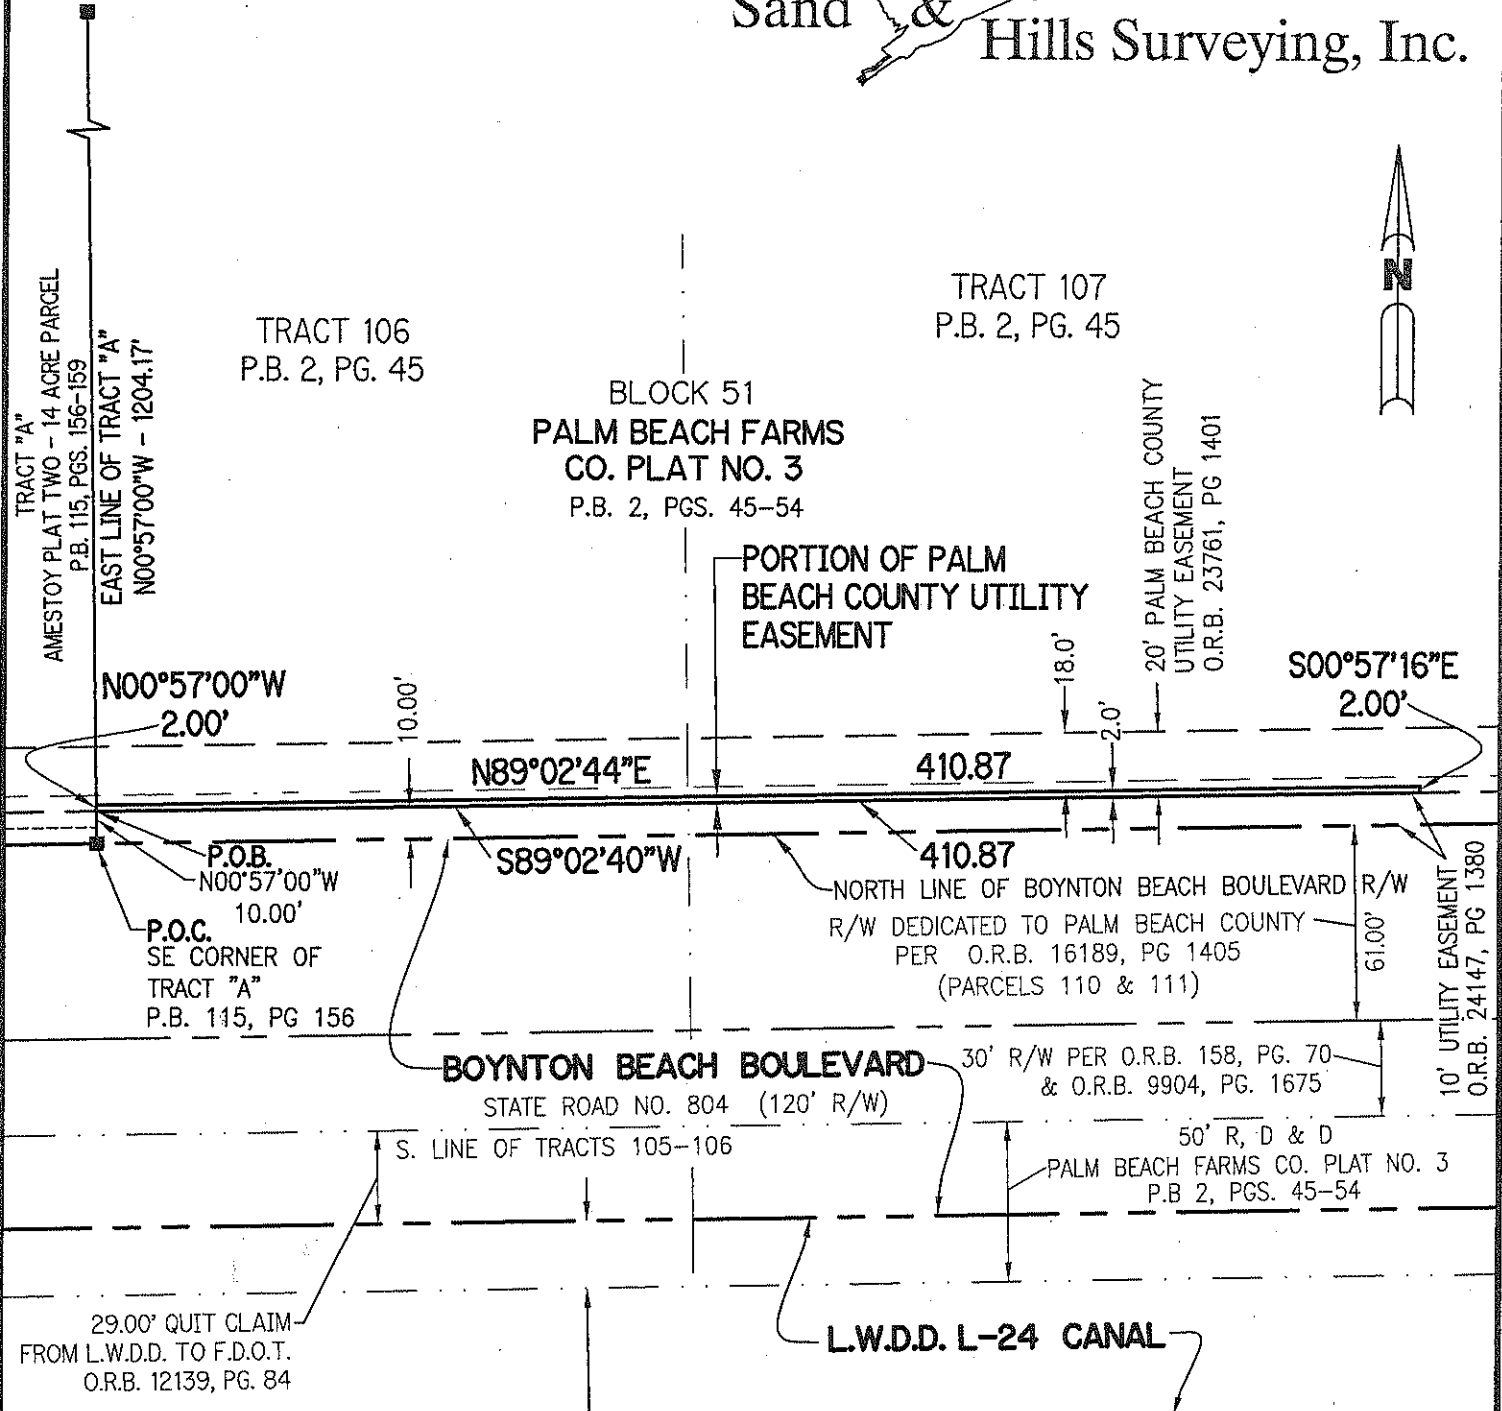 Sand &
Hills Surveying, Inc.
N
TRACT "A"
AMESTOY PLAT TWO - 14 ACRE PARCEL
P.B. 115, PGS. 156-159
EAST LINE OF TRACT "A"
N00°57'00"W - 1204.17'
TRACT 106
P.B. 2, PG. 45
TRACT 107
P.B. 2, PG. 45
BLOCK 51
PALM BEACH FARMS
CO. PLAT NO. 3
P.B. 2, PGS. 45-54
PORTION OF PALM
BEACH COUNTY UTILITY
EASEMENT
20' PALM BEACH COUNTY
UTILITY EASEMENT
O.R.B. 23761, PG 1401
N00°57'00"W
2.00'
10.00'
18.0'
2.0'
S00°57'16"E
2.00'
N89°02'44"E
410.87
S89°02'40"W
410.87
P.O.B.
N00°57'00"W
10.00'
P.O.C.
SE CORNER OF
TRACT "A"
P.B. 115, PG 156
NORTH LINE OF BOYNTON BEACH BOULEVARD R/W
R/W DEDICATED TO PALM BEACH COUNTY
PER O.R.B. 16189, PG 1405
(PARCELS 110 & 111)
61.00'
10' UTILITY EASEMENT
O.R.B. 24147, PG 1380
BOYNTON BEACH BOULEVARD
STATE ROAD NO. 804 (120' R/W)
30' R/W PER O.R.B. 158, PG. 70
& O.R.B. 9904, PG. 1675
S. LINE OF TRACTS 105-106
50' R, D & D
PALM BEACH FARMS CO. PLAT NO. 3
P.B 2, PGS. 45-54
29.00' QUIT CLAIM
FROM L.W.D.D. TO F.D.O.T.
O.R.B. 12139, PG. 84
L.W.D.D. L-24 CANAL